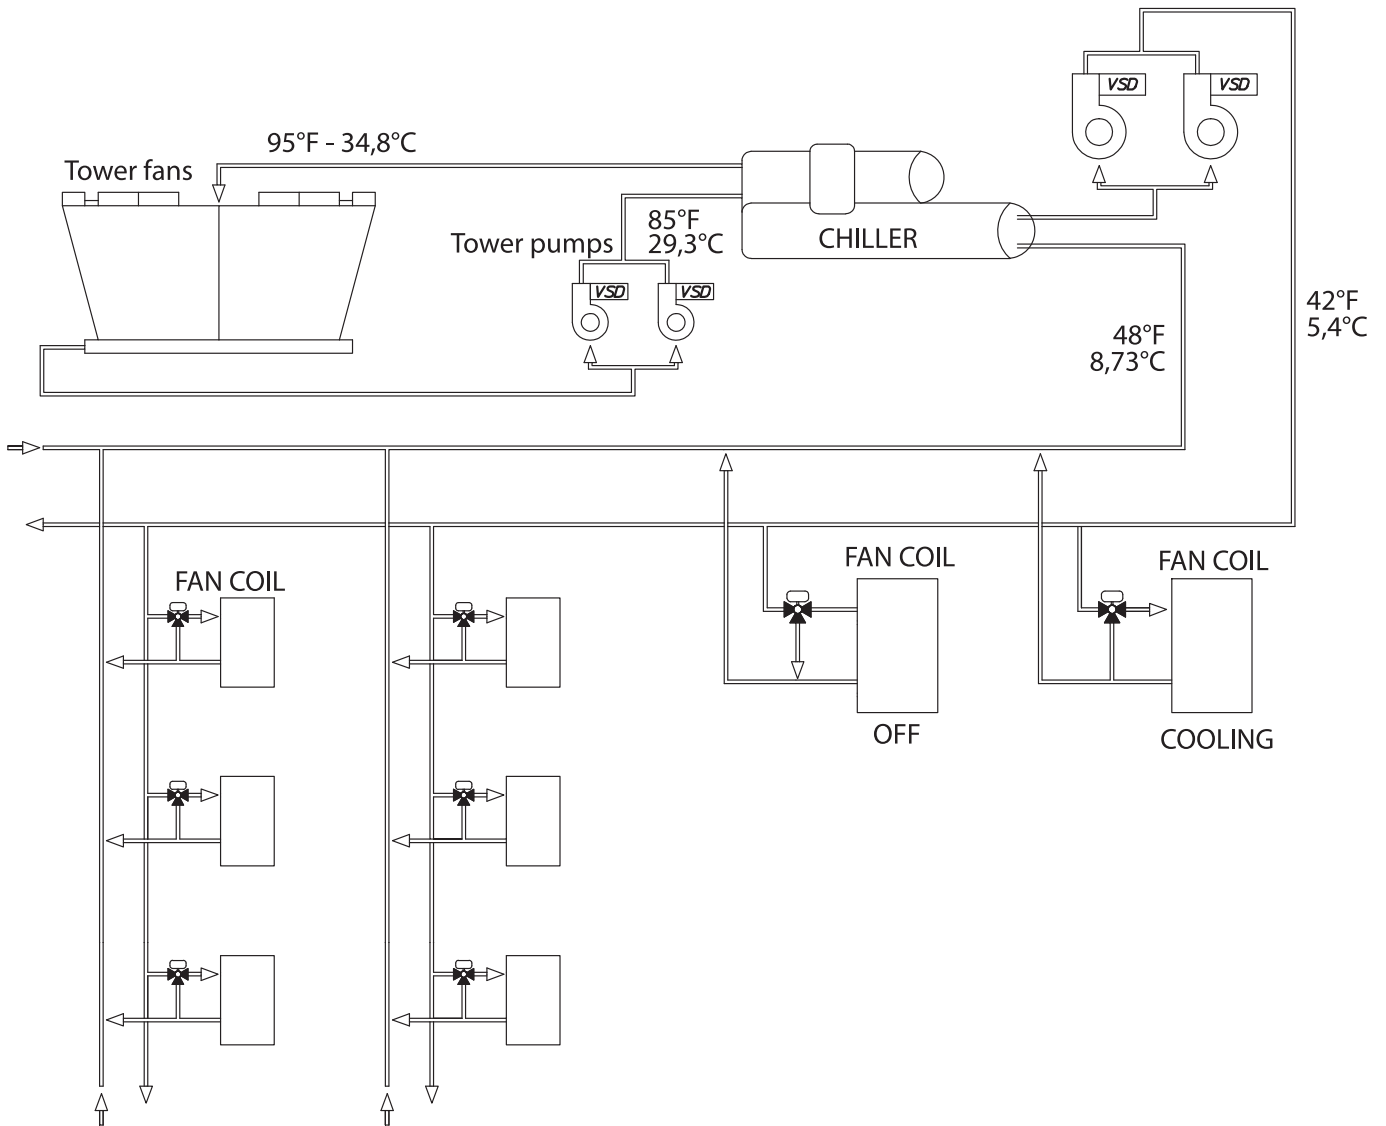 VSD
VSD
95°F - 34,8°C
Tower fans
85°F
29,3°C
Tower pumps
CHILLER
VSD
VSD
42°F
5,4°C
48°F
8,73°C
FAN COIL
FAN COIL
FAN COIL
OFF
COOLING